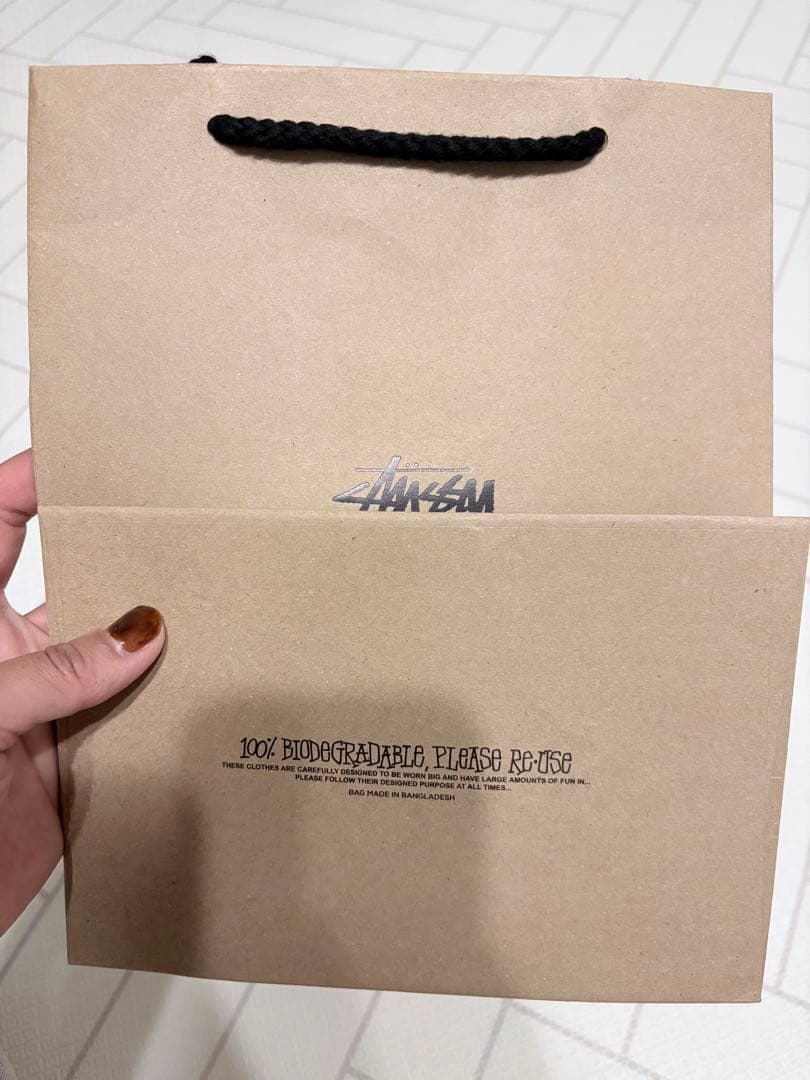 Stüssy
100% BIODEGRADABLE, PLEASE RE•USE
THESE CLOTHES ARE CAREFULLY DESIGNED TO BE WORN BIG AND HAVE LARGE AMOUNTS OF FUN IN...
PLEASE FOLLOW THEIR DESIGNED PURPOSE AT ALL TIMES...
BAG MADE IN BANGLADESH